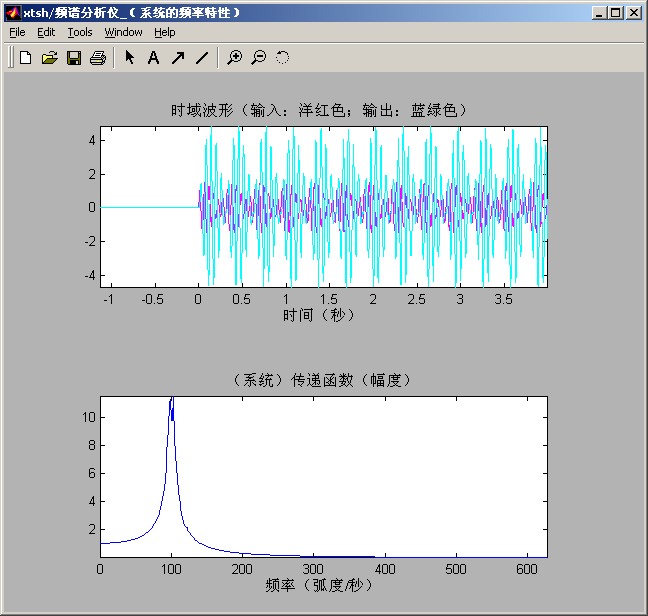 xtsh/频谱分析仪_（系统的频率特性）
File Edit Tools Window Help
时域波形（输入：洋红色；输出：蓝绿色）
4
2
0
-2
-4
-1 -0.5 0 0.5 1 1.5 2 2.5 3 3.5
时间（秒）
（系统）传递函数（幅度）
10
8
6
4
2
0 100 200 300 400 500 600
频率（弧度/秒）